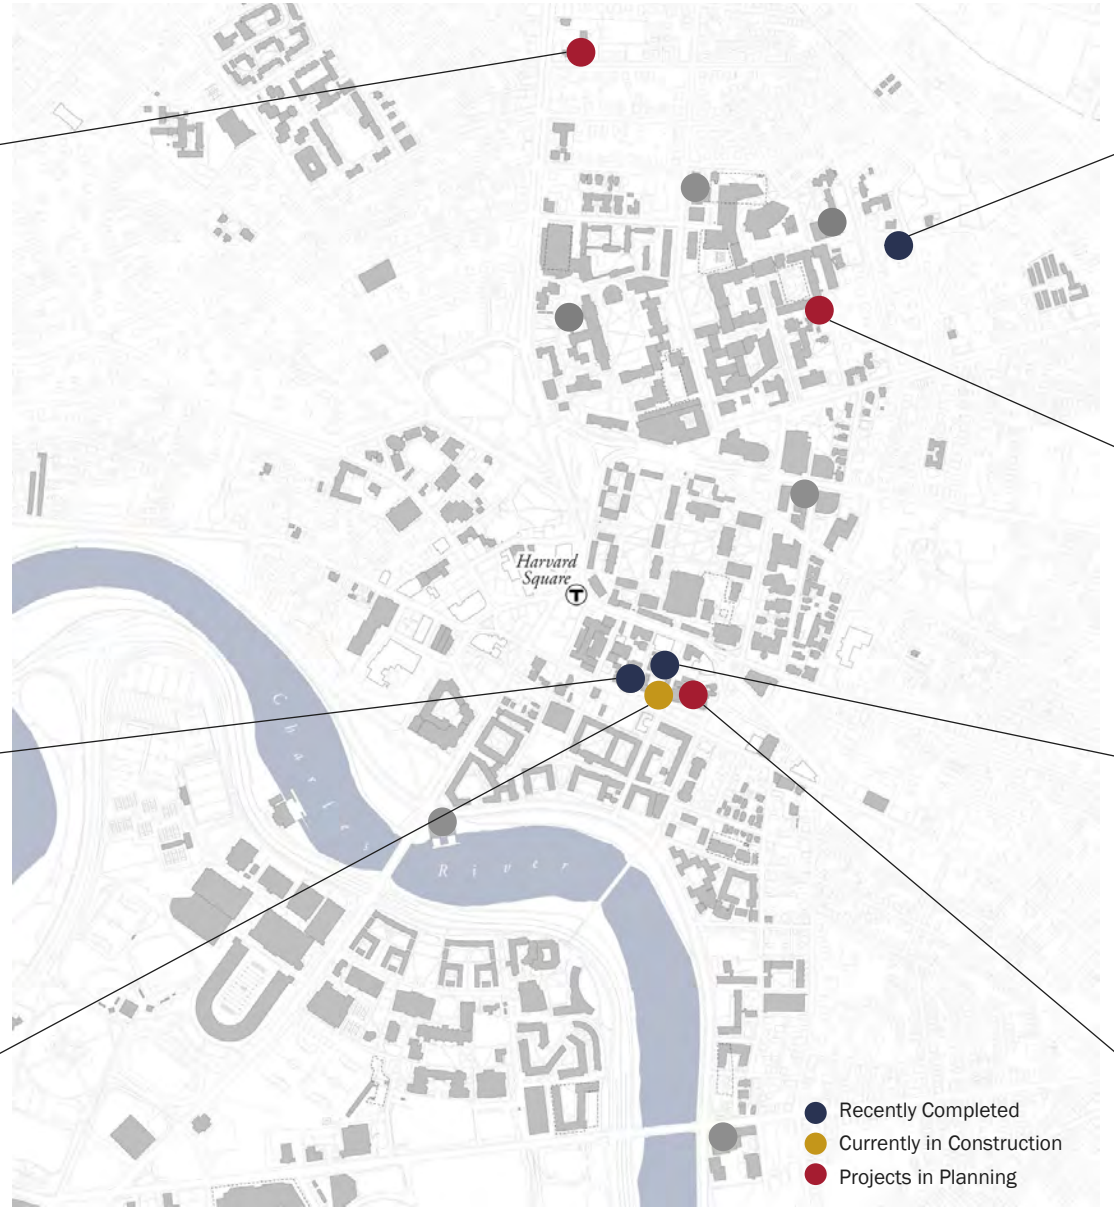 Harvard
Square
T
Charles
River
Recently Completed
Currently in Construction
Projects in Planning